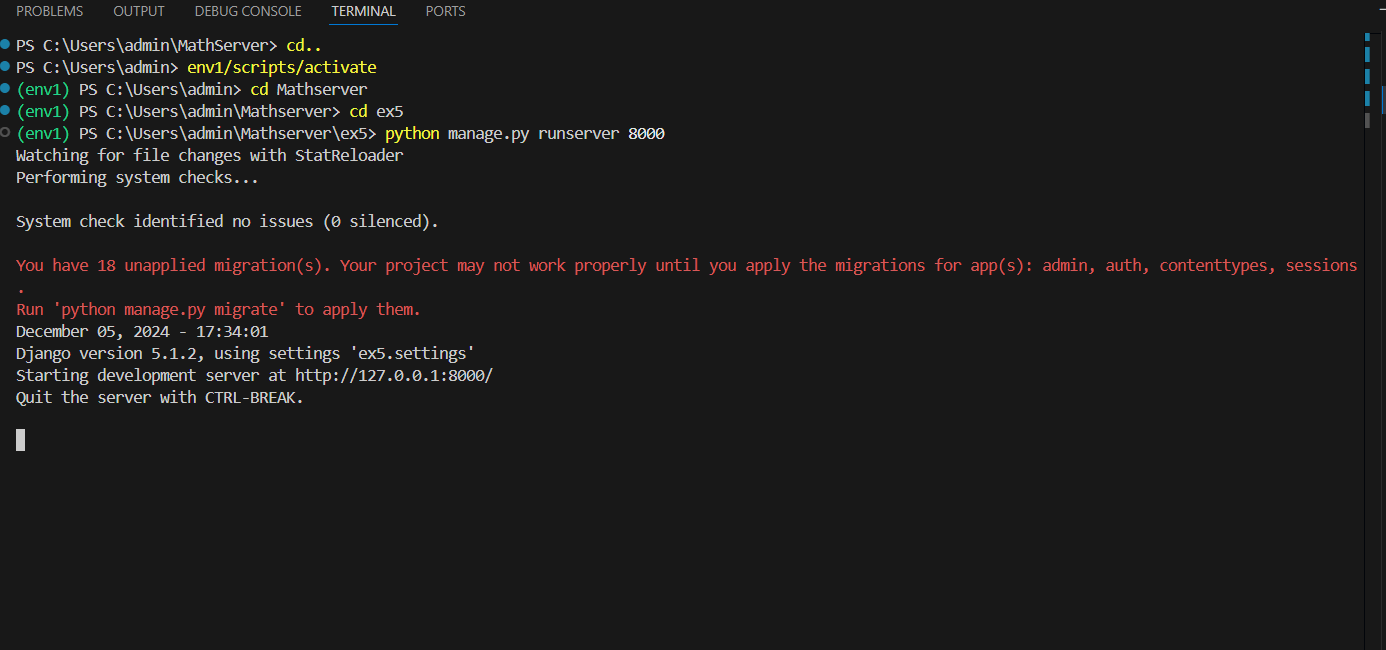 PROBLEMS OUTPUT DEBUG CONSOLE TERMINAL PORTS
PS C:\Users\admin\MathServer> cd..
PS C:\Users\admin> env1/scripts/activate
(env1) PS C:\Users\admin> cd Mathserver
(env1) PS C:\Users\admin\Mathserver> cd ex5
(env1) PS C:\Users\admin\Mathserver\ex5> python manage.py runserver 8000
Watching for file changes with StatReloader
Performing system checks...
System check identified no issues (0 silenced).
You have 18 unapplied migration(s). Your project may not work properly until you apply the migrations for app(s): admin, auth, contenttypes, sessions
.
Run 'python manage.py migrate' to apply them.
December 05, 2024 - 17:34:01
Django version 5.1.2, using settings 'ex5.settings'
Starting development server at http://127.0.0.1:8000/
Quit the server with CTRL-BREAK.